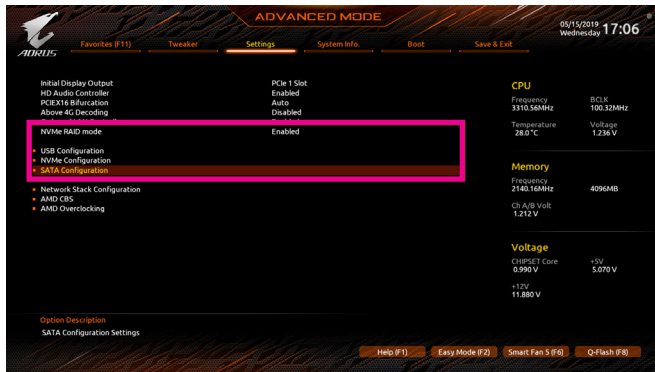 ADVANCED MODE
05/15/2019 Wednesday 17:06
AORUS
Favorites (F11) Tweaker Settings System Info. Boot Save & Exit
Initial Display Output PCIe 1 Slot
HD Audio Controller Enabled
PCIEX16 Bifurcation Auto
Above 4G Decoding Disabled
NVMe RAID mode Enabled
USB Configuration
NVMe Configuration
SATA Configuration
Network Stack Configuration
AMD CBS
AMD Overclocking
CPU
Frequency BCLK
3310.56MHz 100.32MHz
Temperature Voltage
28.0 °C 1.236 V
Memory
Frequency
2140.16MHz 4096MB
Ch A/B Volt
1.212 V
Voltage
CHIPSET Core +5V
0.990 V 5.070 V
+12V
11.880 V
Option Description
SATA Configuration Settings
Help (F1) Easy Mode (F2) Smart Fan 5 (F6) Q-Flash (F8)